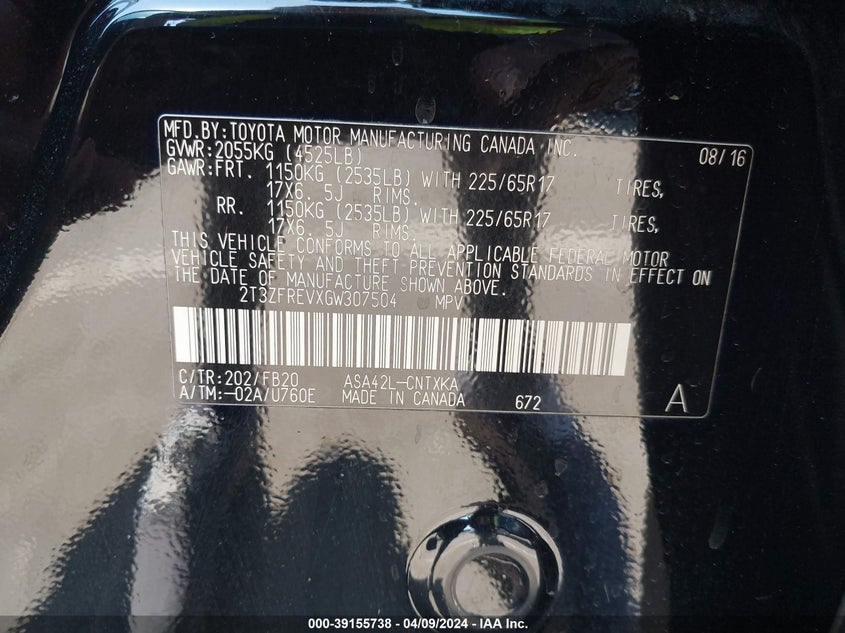 MFD.BY:TOYOTA MOTOR MANUFACTURING CANADA INC. 08/16
GVWR:2055KG (4525LB)
GAWR:FRT. 1150KG (2535LB) WITH 225/65R17 TIRES,
17X6.5J RIMS.
RR. 1150KG (2535LB) WITH 225/65R17 TIRES,
17X6.5J RIMS.
THIS VEHICLE CONFORMS TO ALL APPLICABLE FEDERAL MOTOR
VEHICLE SAFETY AND THEFT-PREVENTION STANDARDS IN EFFECT ON
THE DATE OF MANUFACTURE SHOWN ABOVE.
2T3ZFREVXGW307504 MPV
C/TR:202/FB20 ASA42L-CNTXKA
A/TM:-02A/U760E MADE IN CANADA 672 A
000-39155738 - 04/09/2024 - IAA Inc.